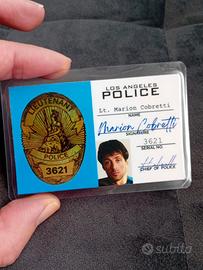 LOS ANGELES
POLICE
Lt. Marion Cobretti
NAME
Marion Cobretti
SIGNATURE
3621
SERIAL NO.
CHIEF OF POLICE
LIEUTENANT
POLICE
3621
subito